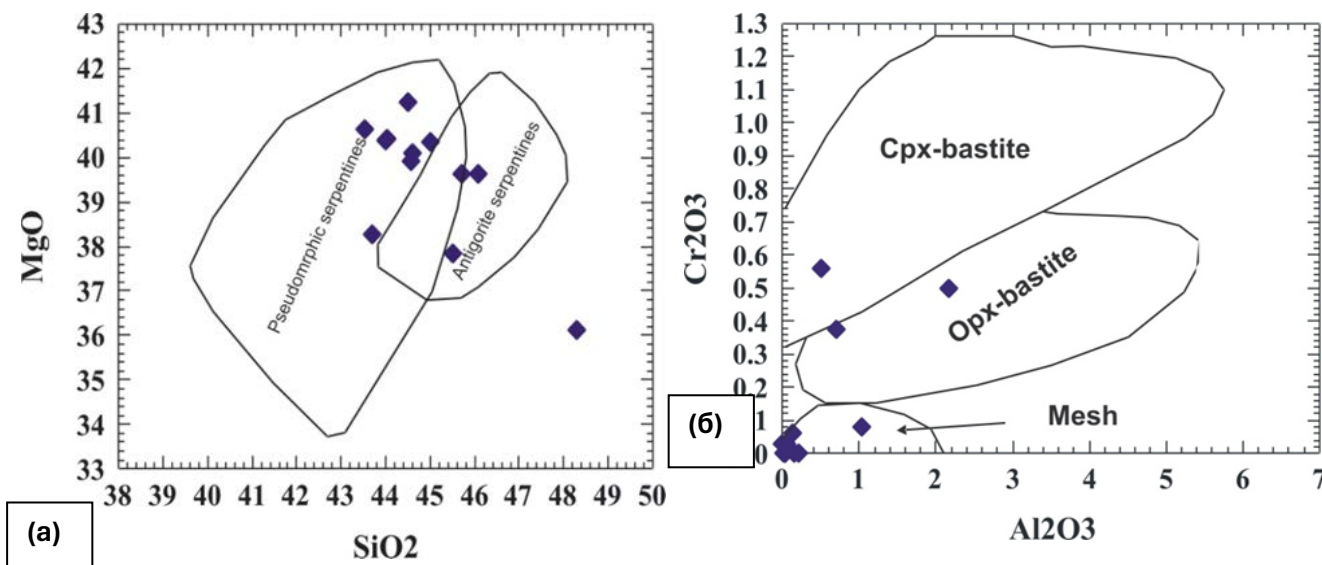 43
42
41
40
39
38
37
36
35
34
33
MgO
38 39 40 41 42 43 44 45 46 47 48 49 50
SiO2
Pseudomrphic serpentines
Antigorite serpentines
(а)
1.3
1.2
1.1
1.0
0.9
0.8
0.7
0.6
0.5
0.4
0.3
0.2
0.1
0
Cr2O3
0 1 2 3 4 5 6 7
Al2O3
Cpx-bastite
Opx-bastite
Mesh
(б)